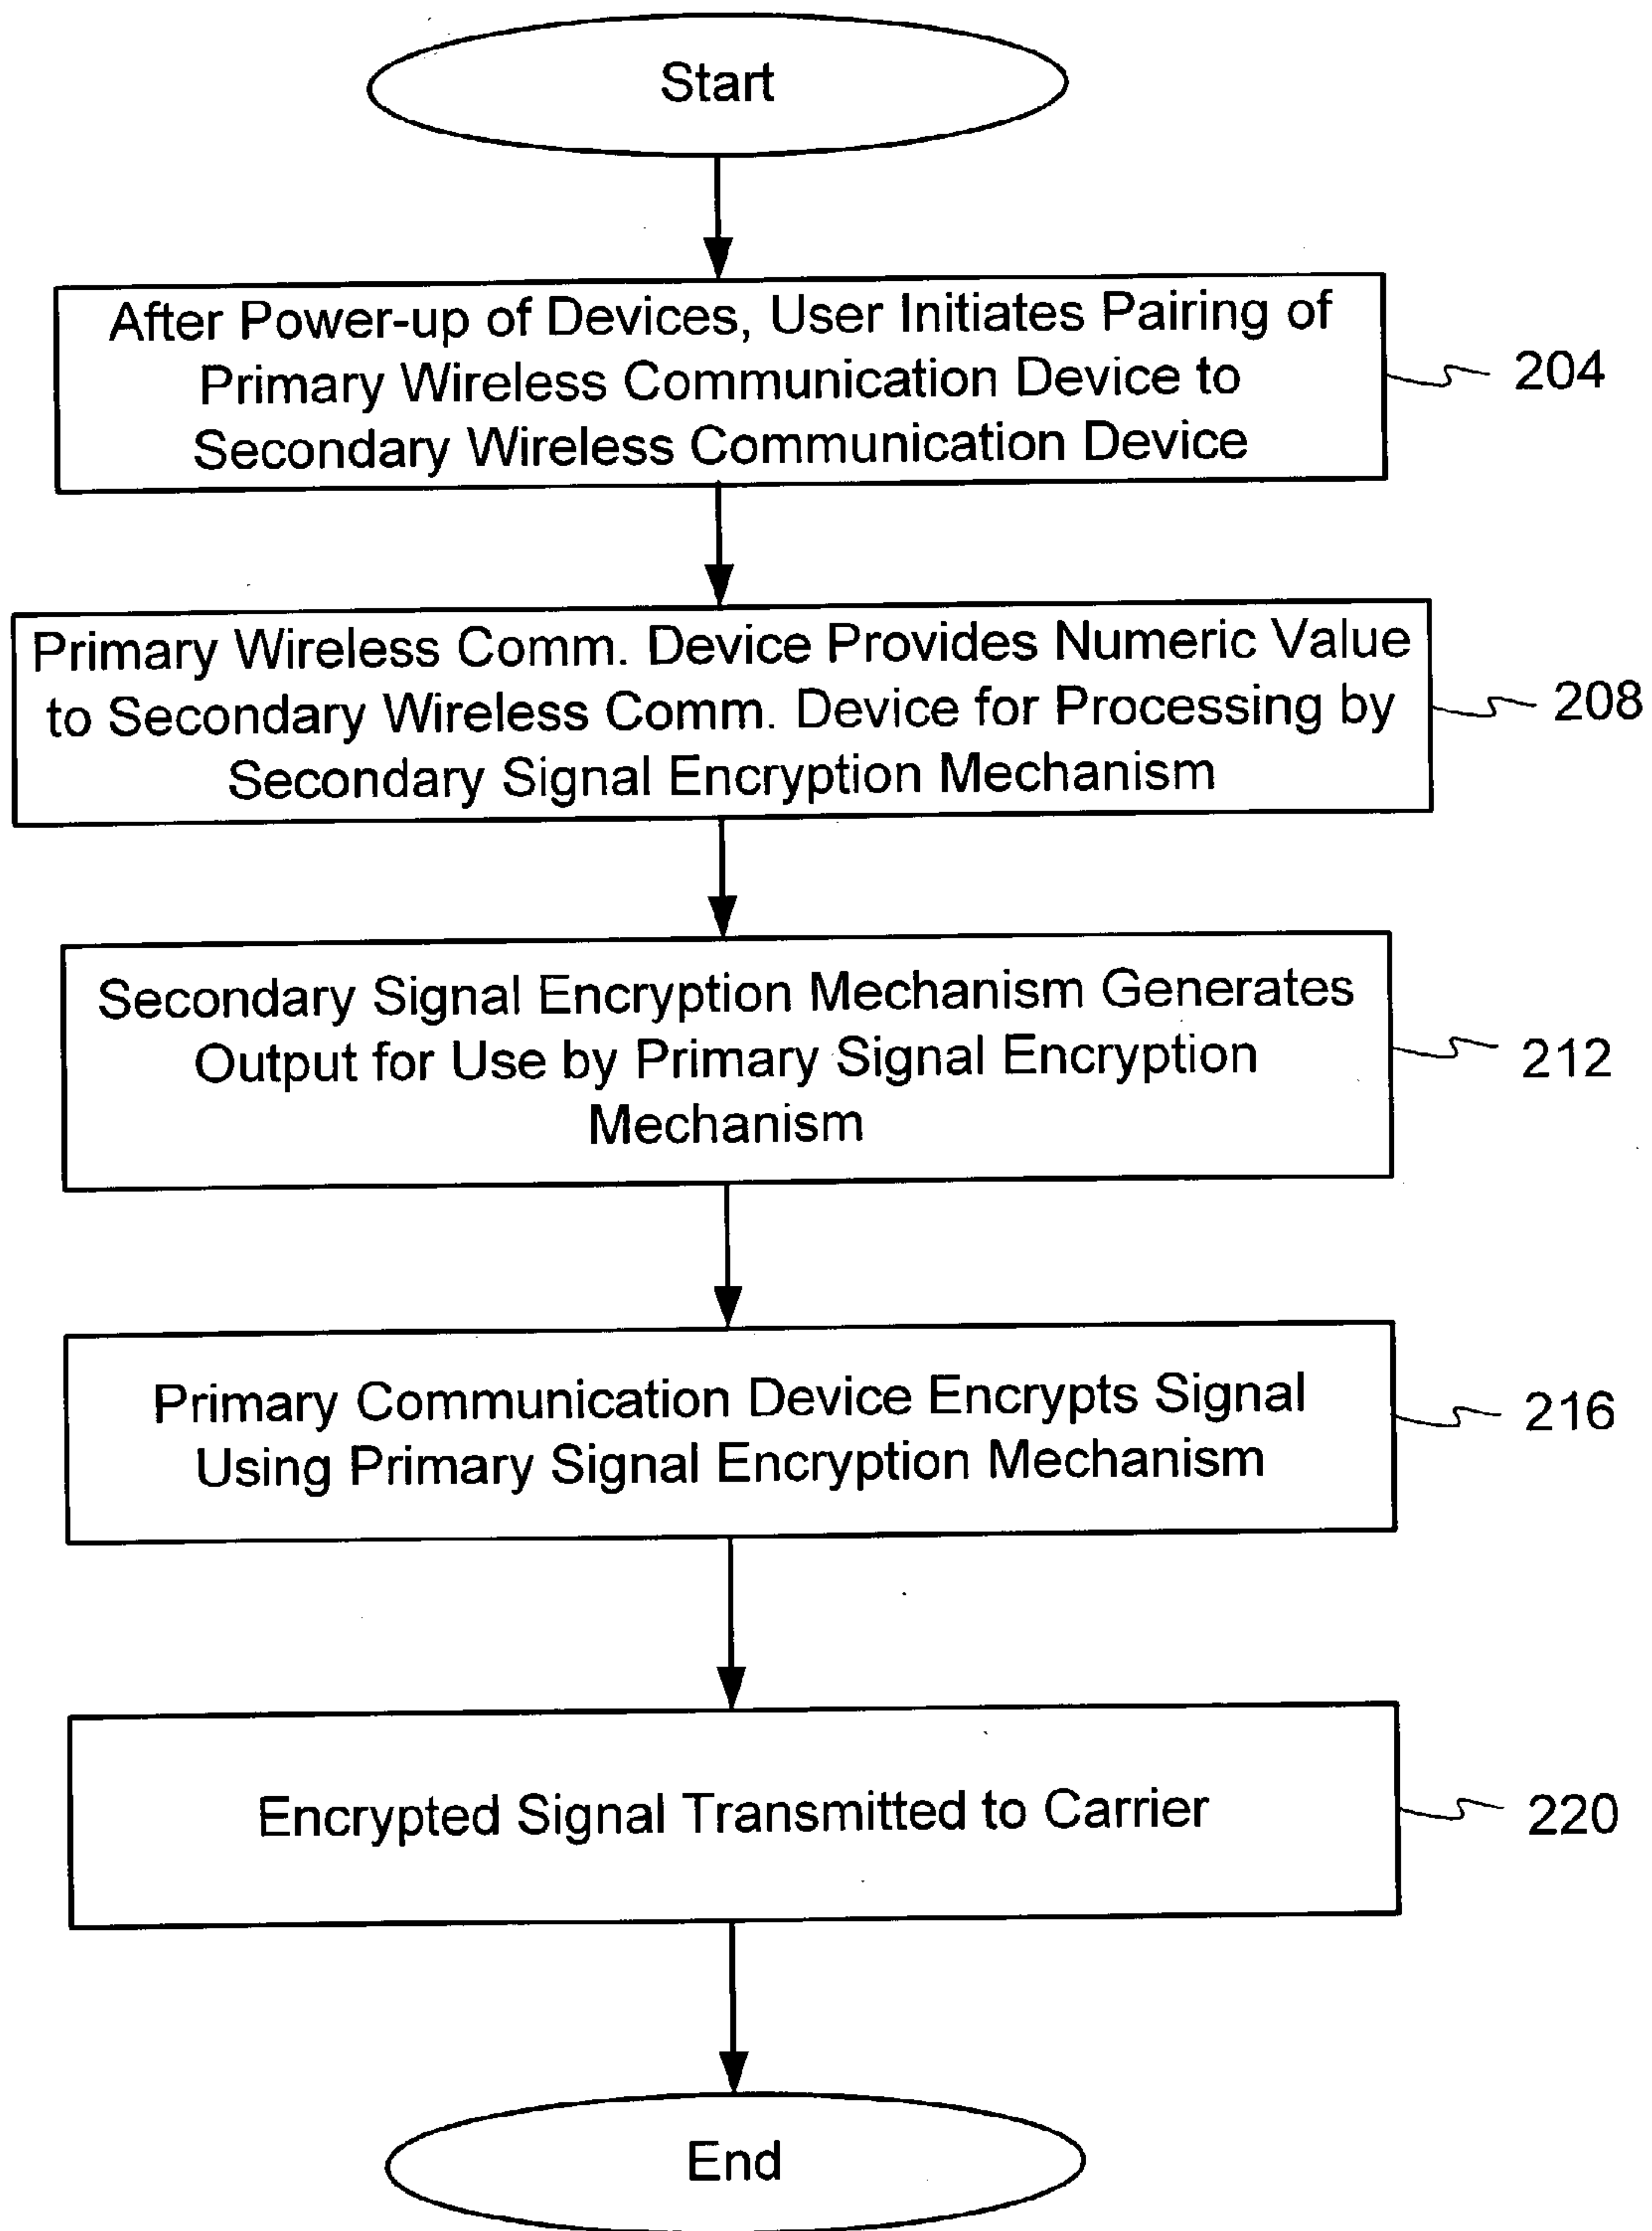 Start
After Power-up of Devices, User Initiates Pairing of
Primary Wireless Communication Device to
Secondary Wireless Communication Device
204
Primary Wireless Comm. Device Provides Numeric Value
to Secondary Wireless Comm. Device for Processing by
Secondary Signal Encryption Mechanism
208
Secondary Signal Encryption Mechanism Generates
Output for Use by Primary Signal Encryption
Mechanism
212
Primary Communication Device Encrypts Signal
Using Primary Signal Encryption Mechanism
216
Encrypted Signal Transmitted to Carrier
220
End